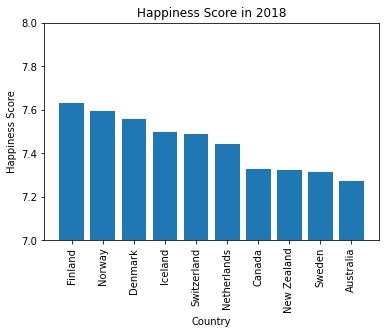 Happiness Score in 2018
Happiness Score
8.0
7.8
7.6
7.4
7.2
7.0
Finland
Norway
Denmark
Iceland
Switzerland
Netherlands
Canada
New Zealand
Sweden
Australia
Country